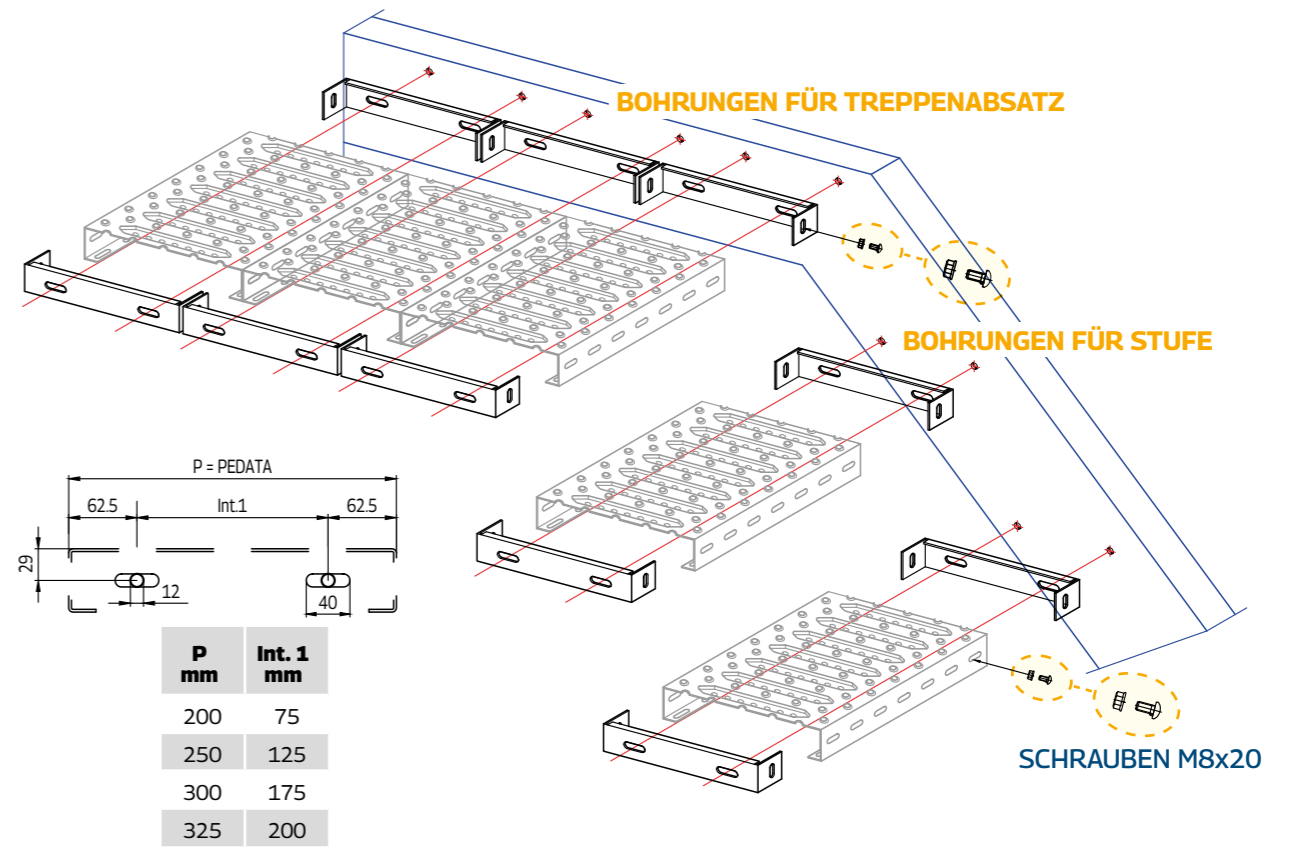 BOHRUNGEN FÜR TREPPENABSATZ
BOHRUNGEN FÜR STUFE
P = PEDATA
62.5 Int.1 62.5
29
12
40
P mm Int. 1 mm
200 75
250 125
300 175
325 200
SCHRAUBEN M8x20